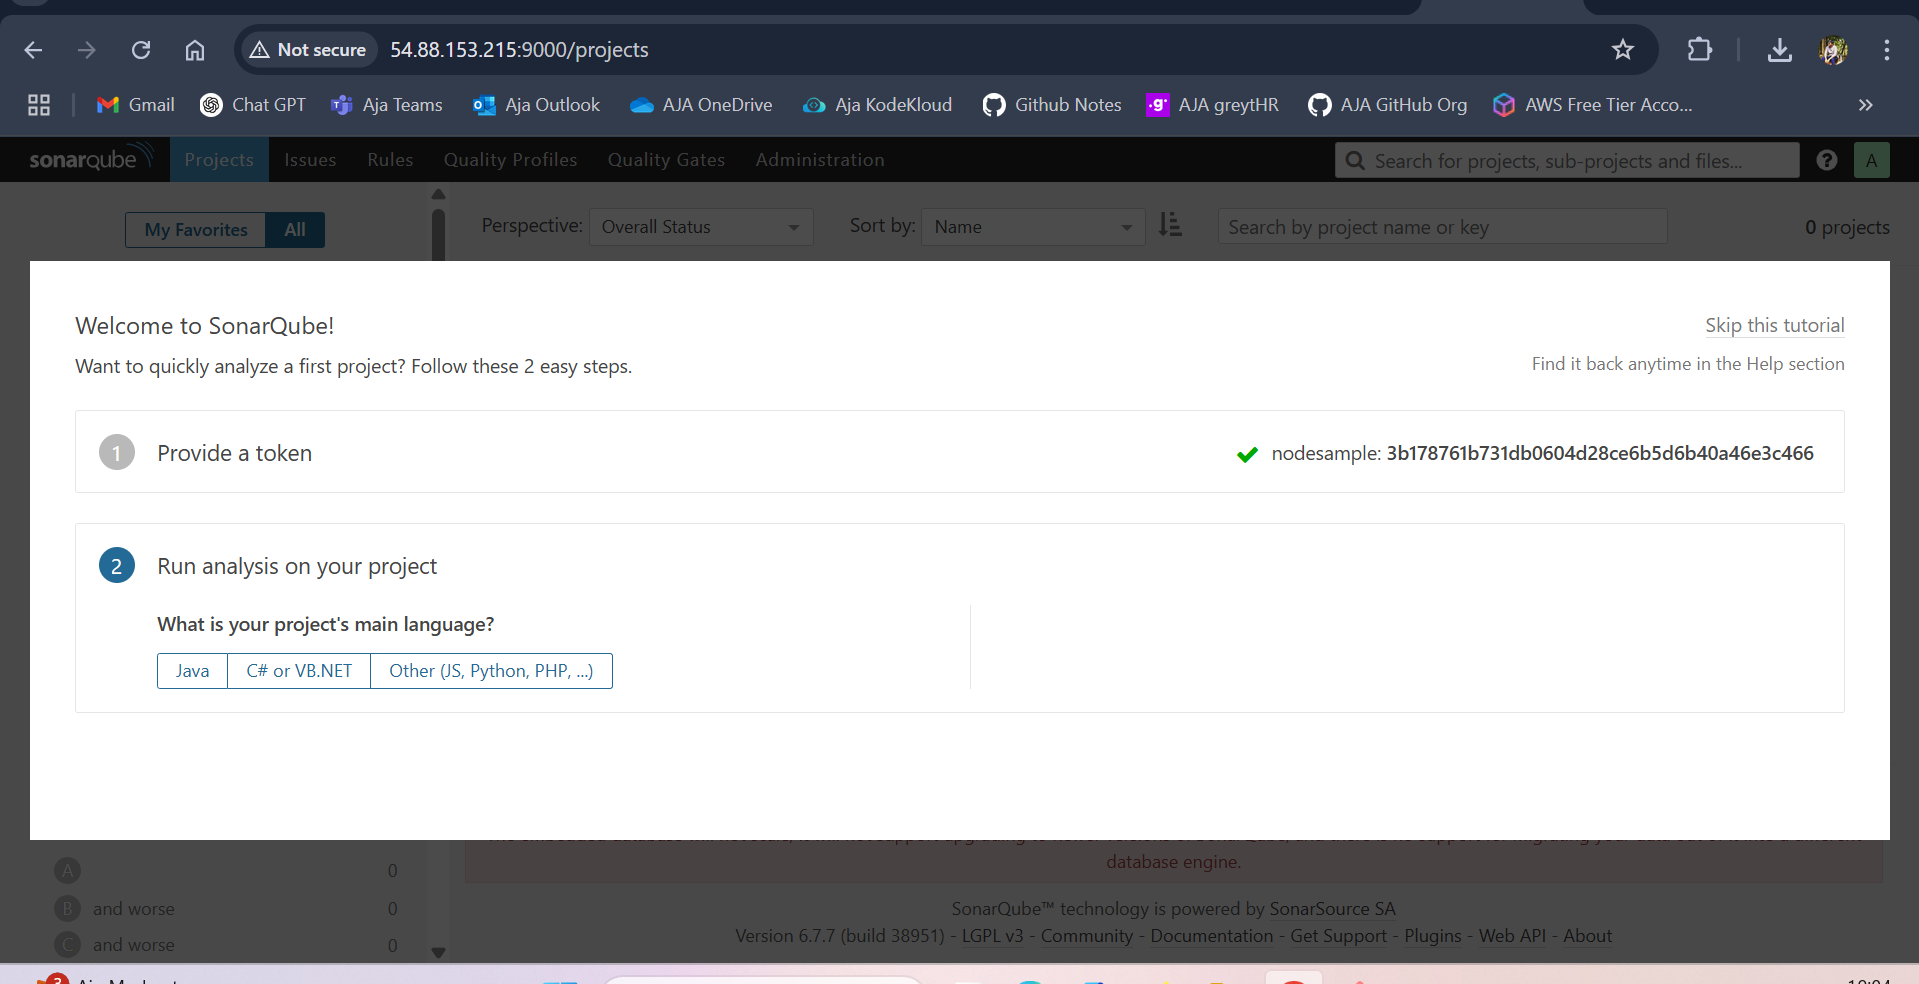 Not secure 54.88.153.215:9000/projects
Gmail Chat GPT Aja Teams Aja Outlook AJA OneDrive Aja KodeKloud Github Notes AJA greytHR AJA GitHub Org AWS Free Tier Acco...
sonarqube Projects Issues Rules Quality Profiles Quality Gates Administration Search for projects, sub-projects and files... A
My Favorites All Perspective: Overall Status Sort by: Name Search by project name or key 0 projects
Welcome to SonarQube! Skip this tutorial
Want to quickly analyze a first project? Follow these 2 easy steps. Find it back anytime in the Help section
1 Provide a token nodesample: 3b178761b731db0604d28ce6b5d6b40a46e3c466
2 Run analysis on your project
What is your project's main language?
Java C# or VB.NET Other (JS, Python, PHP, ...)
database engine.
A 0
B and worse 0
C and worse 0
SonarQube™ technology is powered by SonarSource SA
Version 6.7.7 (build 38951) - LGPL v3 - Community - Documentation - Get Support - Plugins - Web API - About